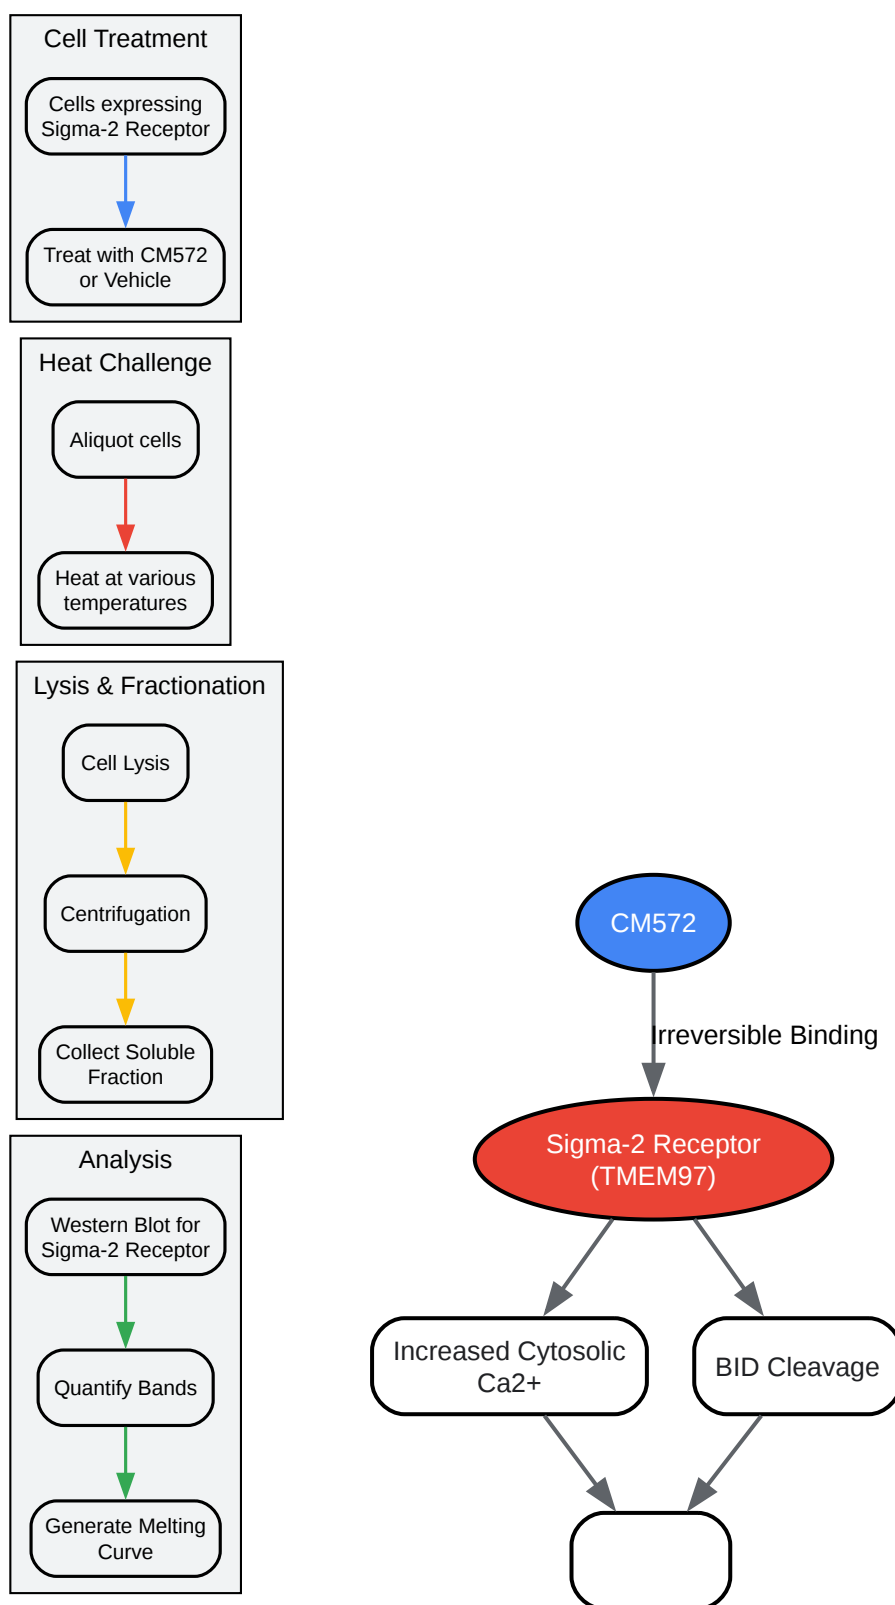 Cell Treatment
Cells expressing
Sigma-2 Receptor
Treat with CM572
or Vehicle
Heat Challenge
Aliquot cells
Heat at various
temperatures
Lysis & Fractionation
Cell Lysis
Centrifugation
Collect Soluble
Fraction
Analysis
Western Blot for
Sigma-2 Receptor
Quantify Bands
Generate Melting
Curve
CM572
Irreversible Binding
Sigma-2 Receptor
(TMEM97)
Increased Cytosolic
Ca2+
BID Cleavage